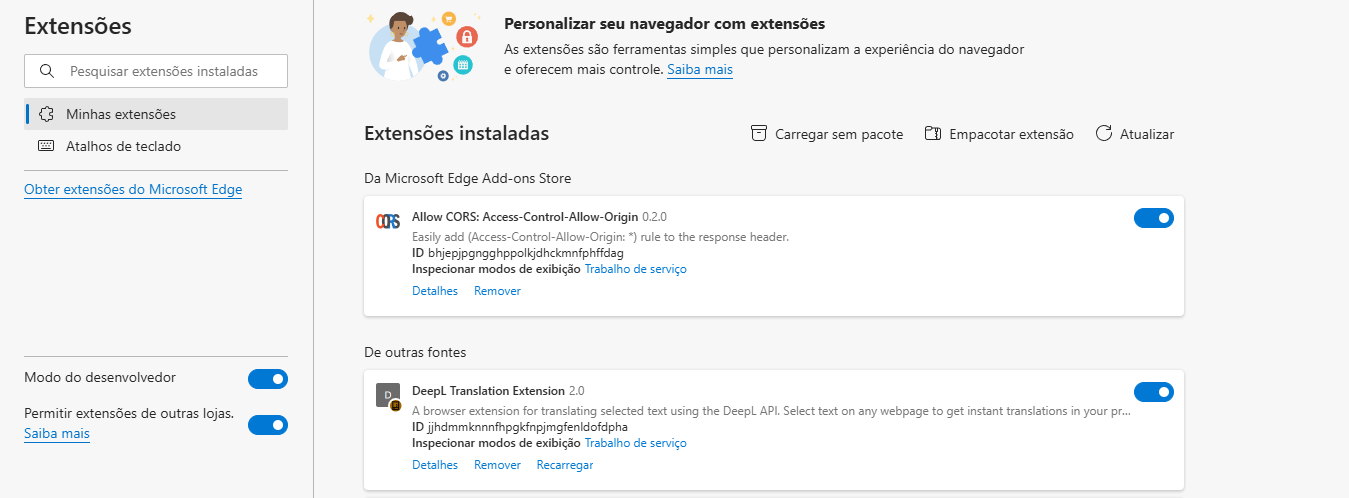 Extensões
Pesquisar extensões instaladas
Minhas extensões
Atalhos de teclado
Obter extensões do Microsoft Edge
Modo do desenvolvedor
Permitir extensões de outras lojas.
Saiba mais
Personalizar seu navegador com extensões
As extensões são ferramentas simples que personalizam a experiência do navegador
e oferecem mais controle. Saiba mais
Extensões instaladas
Carregar sem pacote
Empacotar extensão
Atualizar
Da Microsoft Edge Add-ons Store
CORS
Allow CORS: Access-Control-Allow-Origin 0.2.0
Easily add (Access-Control-Allow-Origin: *) rule to the response header.
ID bhjepjpgngghppolkjdhckmnfphffdag
Inspecionar modos de exibição Trabalho de serviço
Detalhes Remover
De outras fontes
D
DeepL Translation Extension 2.0
A browser extension for translating selected text using the DeepL API. Select text on any webpage to get instant translations in your pr...
ID jjhdmmknnnfhpgkfnpjmgfenldofdpha
Inspecionar modos de exibição Trabalho de serviço
Detalhes Remover Recarregar